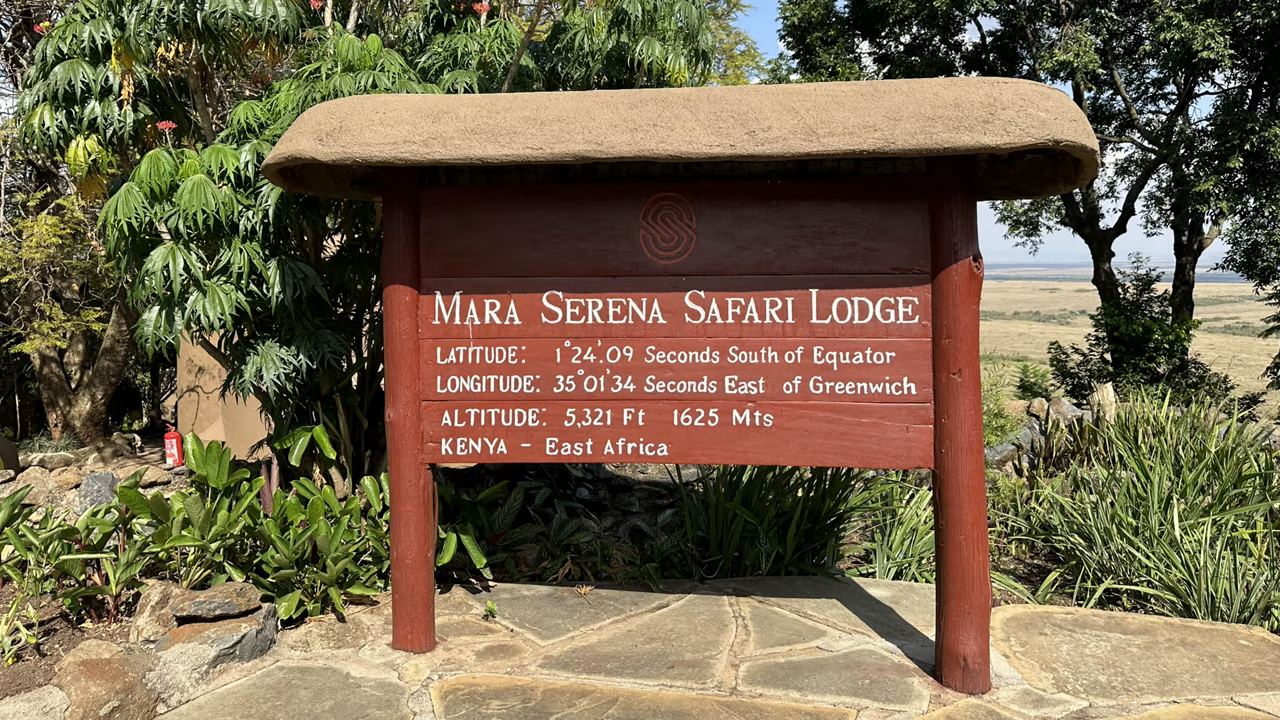 MARA SERENA SAFARI LODGE
LATITUDE: 1°24'.09 Seconds South of Equator
LONGITUDE: 35°01'34 Seconds East of Greenwich
ALTITUDE: 5,321 Ft 1625 Mts
KENYA - East Africa